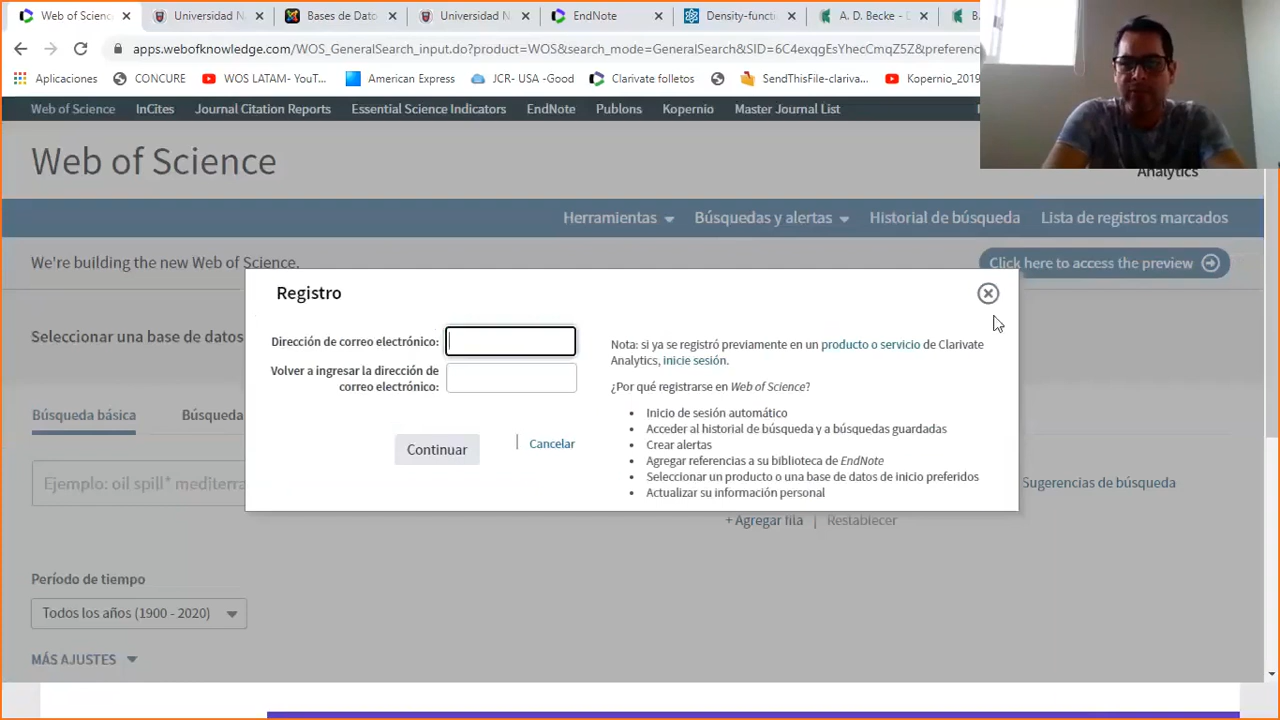 Web of Scienc
Universidad N
Bases de Dato
Universidad N
EndNote
Density-functi
A. D. Becke - D
B.
apps.webofknowledge.com/WOS_GeneralSearch_input.do?product=WOS&search_mode=GeneralSearch&SID=6C4exqgEsYhecCmqZ5Z&preferenc
Aplicaciones
CONCURE
WOS LATAM- YouT...
American Express
JCR- USA -Good
Clarivate folletos
SendThisFile-clariva...
Kopernio_2019
Web of Science
InCites
Journal Citation Reports
Essential Science Indicators
EndNote
Publons
Kopernio
Master Journal List
Web of Science
Analytics
Herramientas
Búsquedas y alertas
Historial de búsqueda
Lista de registros marcados
We're building the new Web of Science.
Click here to access the preview
Seleccionar una base de datos
Registro
Dirección de correo electrónico:
Volver a ingresar la dirección de
correo electrónico:
Continuar
Cancelar
Nota: si ya se registró previamente en un producto o servicio de Clarivate
Analytics, inicie sesión.
¿Por qué registrarse en Web of Science?
• Inicio de sesión automático
• Acceder al historial de búsqueda y a búsquedas guardadas
• Crear alertas
• Agregar referencias a su biblioteca de EndNote
• Seleccionar un producto o una base de datos de inicio preferidos
• Actualizar su información personal
Búsqueda básica
Búsqueda
Ejemplo: oil spill* mediterra
Sugerencias de búsqueda
+ Agregar fila
Restablecer
Período de tiempo
Todos los años (1900 - 2020)
MÁS AJUSTES